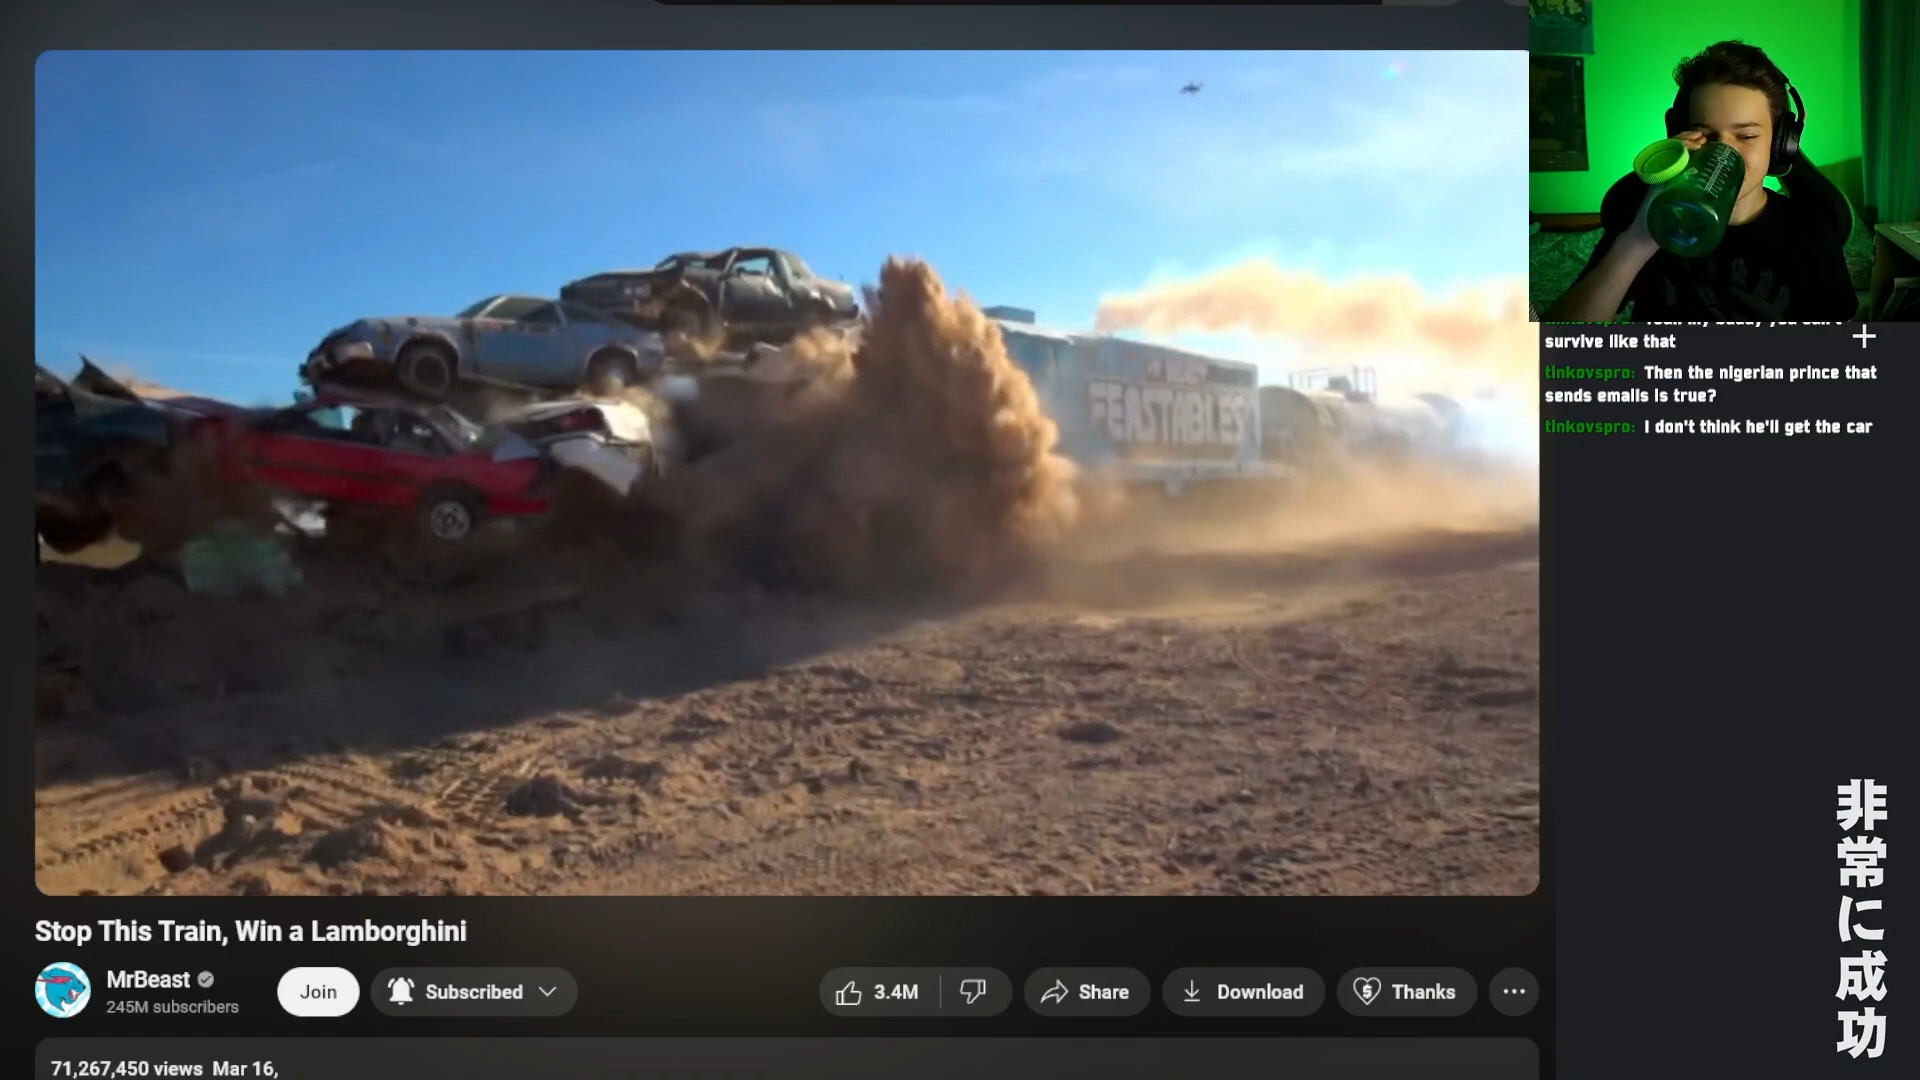 FEASTABLES
survive like that
tinkovspro: Then the nigerian prince that
sends emails is true?
tinkovspro: I don't think he'll get the car
非常に成功
Stop This Train, Win a Lamborghini
MrBeast
245M subscribers
Join
Subscribed
3.4M
Share
Download
Thanks
71,267,450 views Mar 16,